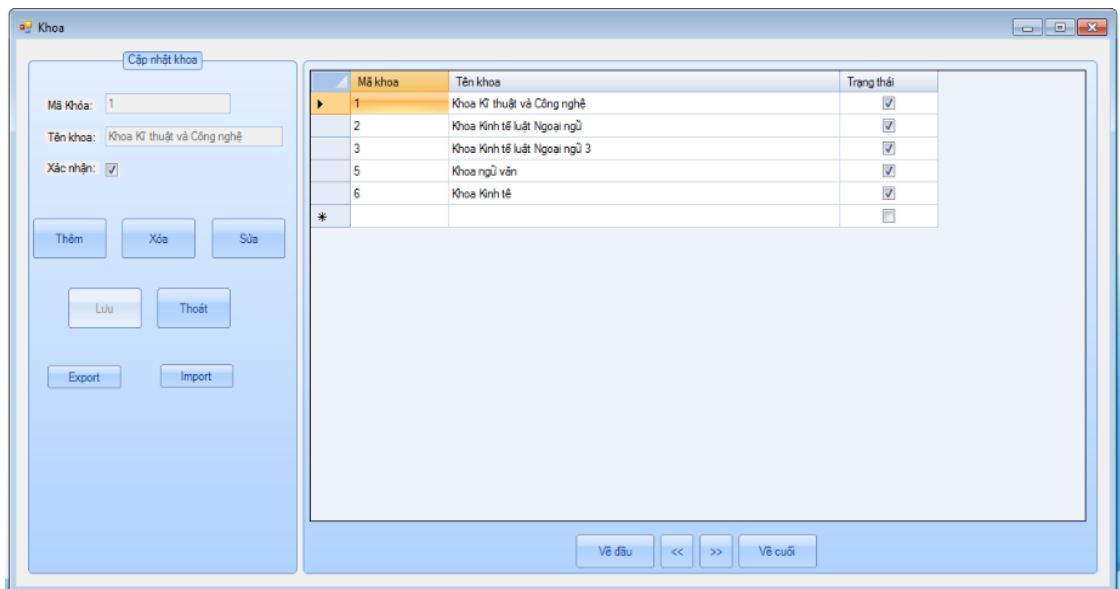 Khoa
Cập nhật khoa
Mã Khóa: 1
Tên khoa: Khoa Kĩ thuật và Công nghệ
Xác nhận:
Thêm Xóa Sửa
Lưu Thoát
Export Import
Mã khoa Tên khoa Trạng thái
1 Khoa Kĩ thuật và Công nghệ
2 Khoa Kinh tế luật Ngoại ngữ
3 Khoa Kinh tế luật Ngoại ngữ 3
5 Khoa ngữ văn
6 Khoa Kinh tê
Về đầu << >> Về cuối